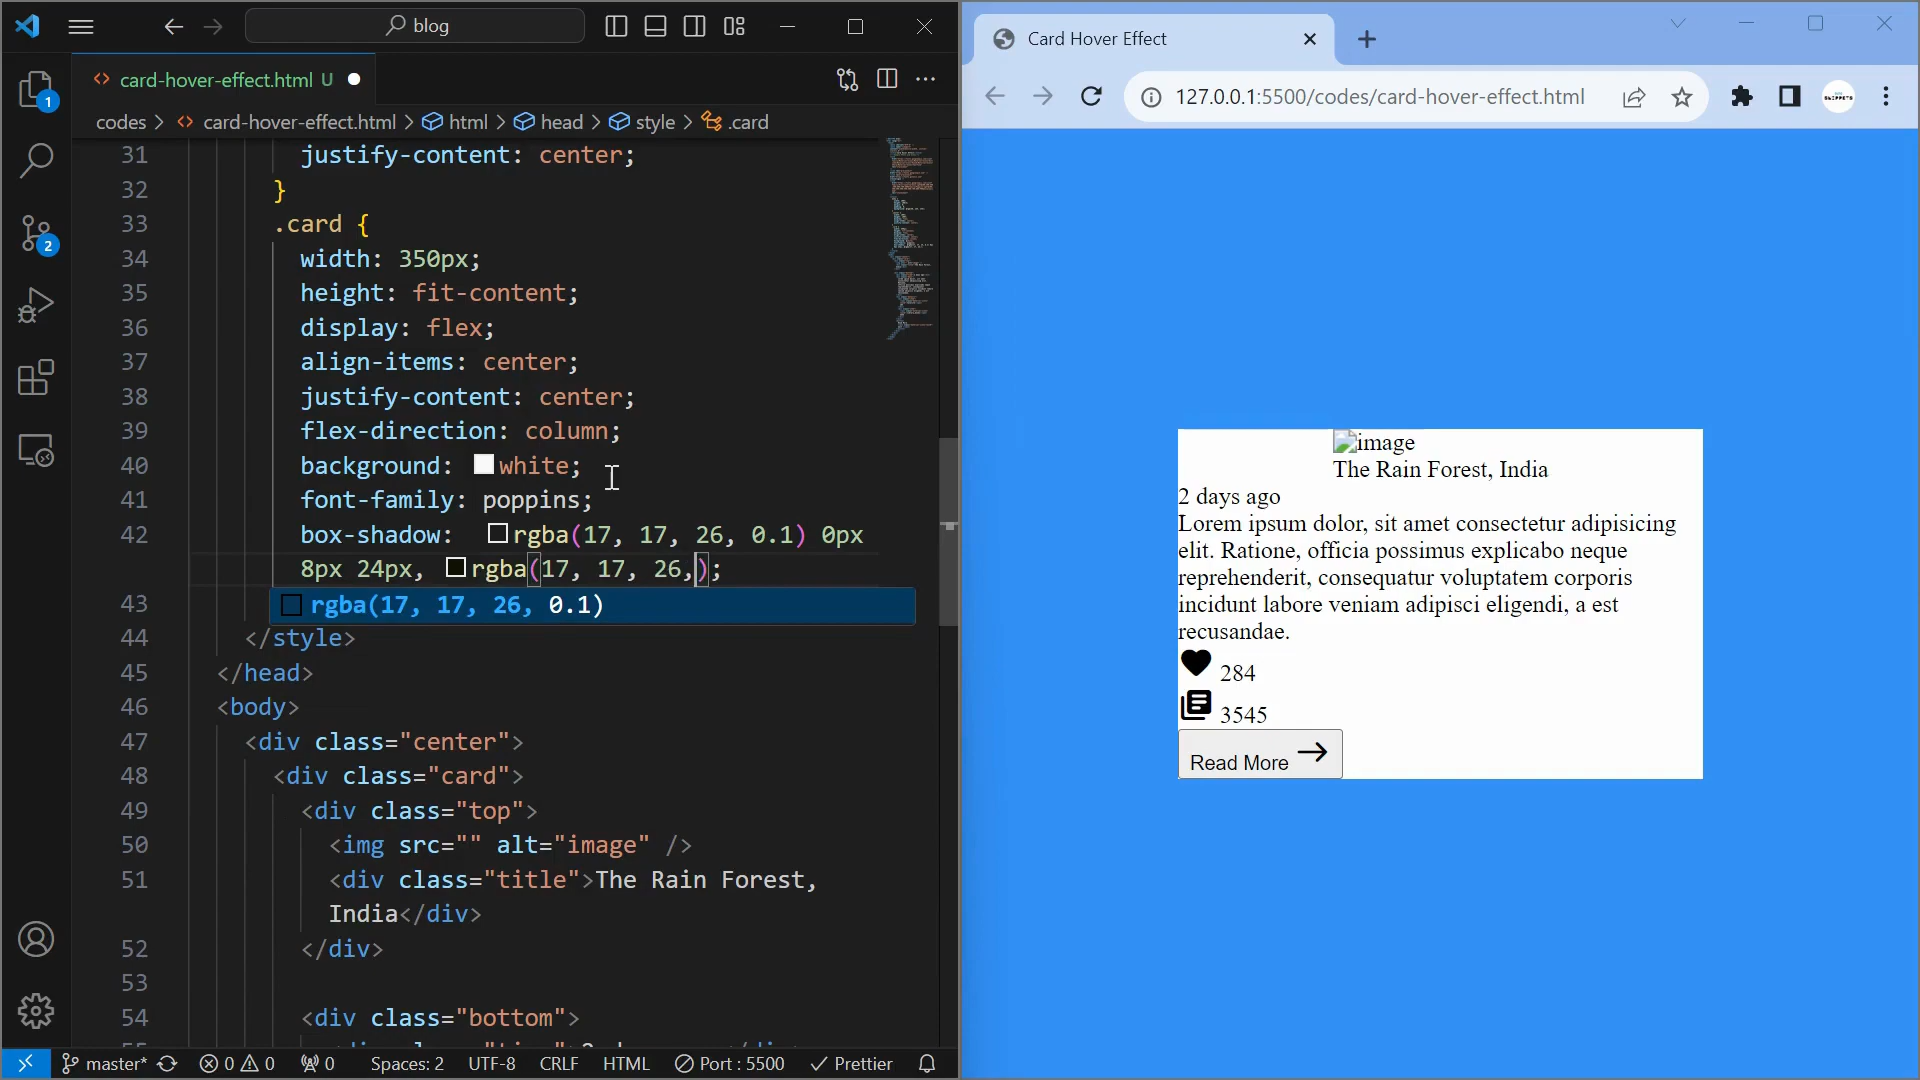 blog
card-hover-effect.html U
codes > card-hover-effect.html > html > head > style > .card
31 justify-content: center;
32 }
33 .card {
34 width: 350px;
35 height: fit-content;
36 display: flex;
37 align-items: center;
38 justify-content: center;
39 flex-direction: column;
40 background: white;
41 font-family: poppins;
42 box-shadow: rgba(17, 17, 26, 0.1) 0px
8px 24px, rgba(17, 17, 26,);
rgba(17, 17, 26, 0.1)
43
44 </style>
45 </head>
46 <body>
47 <div class="center">
48 <div class="card">
49 <div class="top">
50 <img src="" alt="image" />
51 <div class="title">The Rain Forest,
India</div>
52 </div>
53
54 <div class="bottom">
1
2
master* 0 0 0 Spaces: 2 UTF-8 CRLF HTML Port : 5500 Prettier
Card Hover Effect
127.0.0.1:5500/codes/card-hover-effect.html
image
The Rain Forest, India
2 days ago
Lorem ipsum dolor, sit amet consectetur adipisicing
elit. Ratione, officia possimus explicabo neque
reprehenderit, consequatur voluptatem corporis
incidunt labore veniam adipisci eligendi, a est
recusandae.
284
3545
Read More